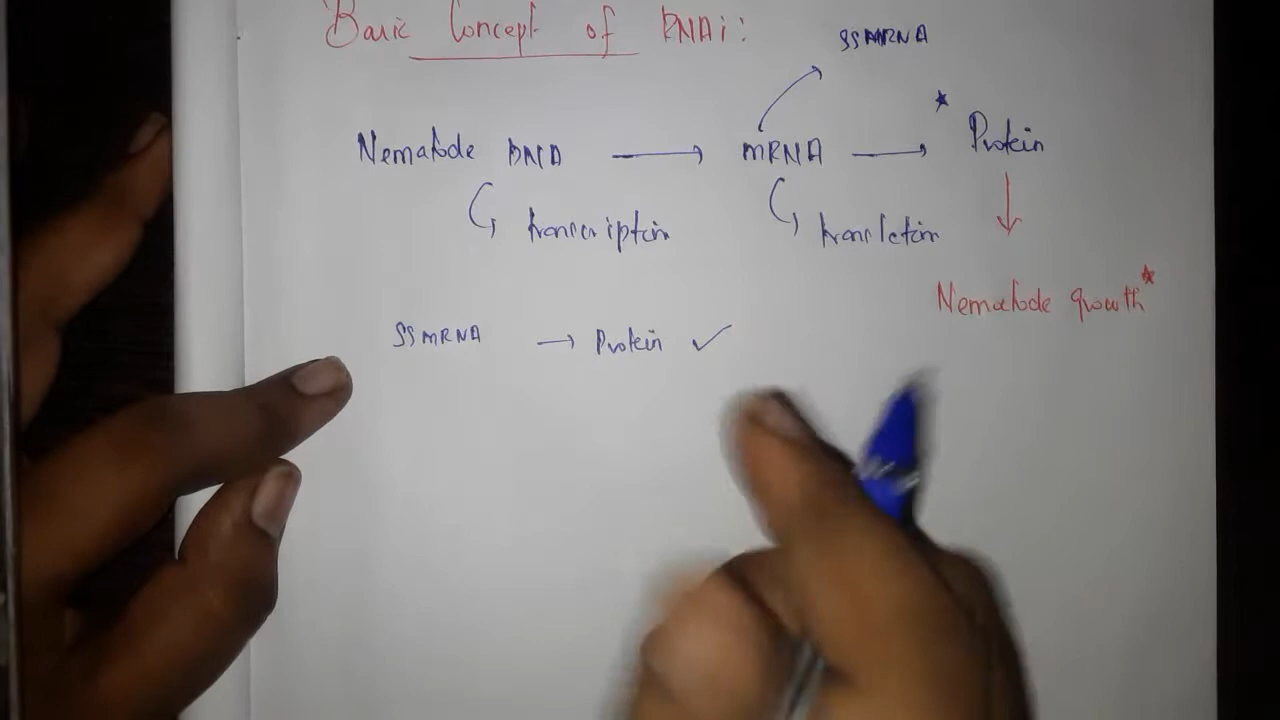 Basic Concept of RNAi:
SSMRNA
Nematode DNA → mRNA → * Protein
transcription translation
Nematode growth*
SSMRNA → Protein ✓